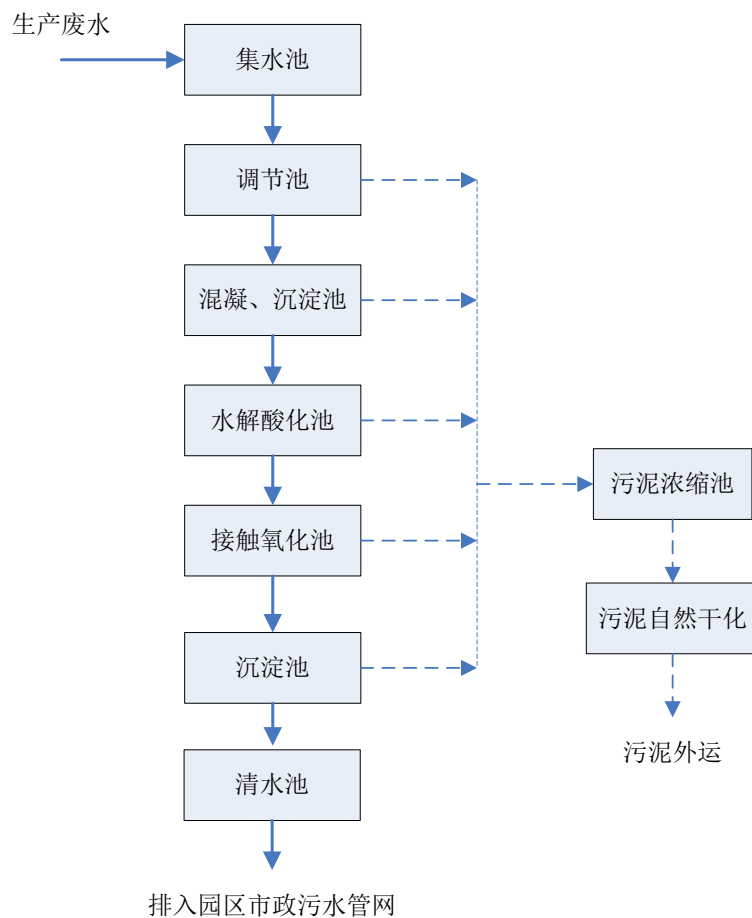 生产废水
集水池
调节池
混凝、沉淀池
水解酸化池
接触氧化池
沉淀池
清水池
排入园区市政污水管网
污泥浓缩池
污泥自然干化
污泥外运